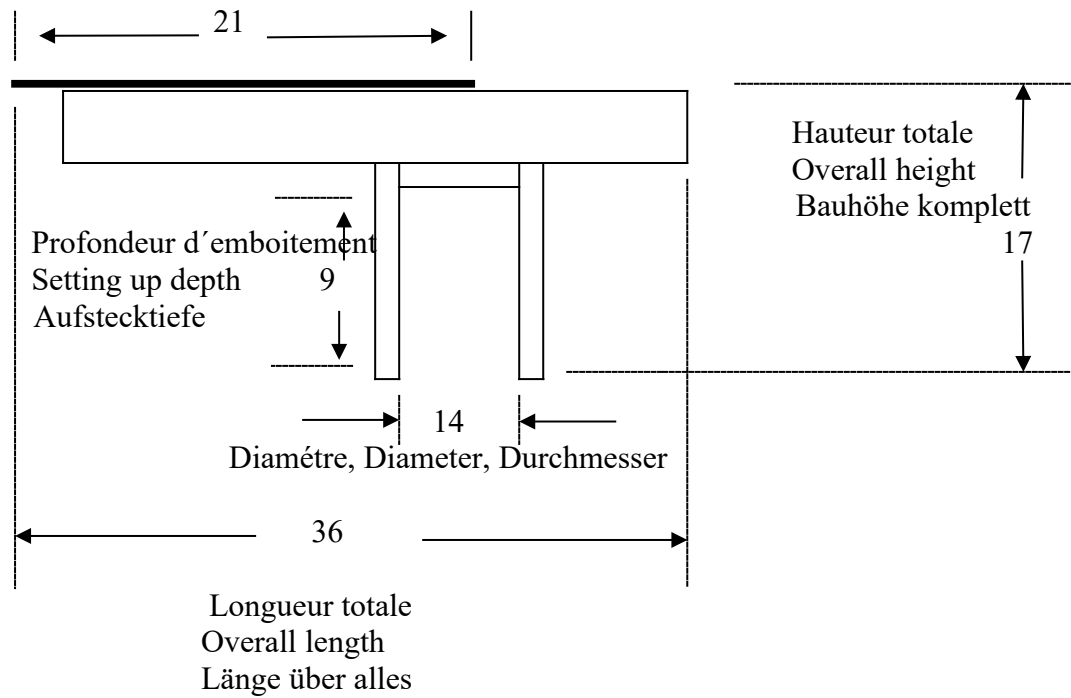 21
Hauteur totale
Overall height
Bauhöhe komplett
17
Profondeur d´emboitement
Setting up depth 9
Aufstecktiefe
14
Diamétre, Diameter, Durchmesser
36
Longueur totale
Overall length
Länge über alles